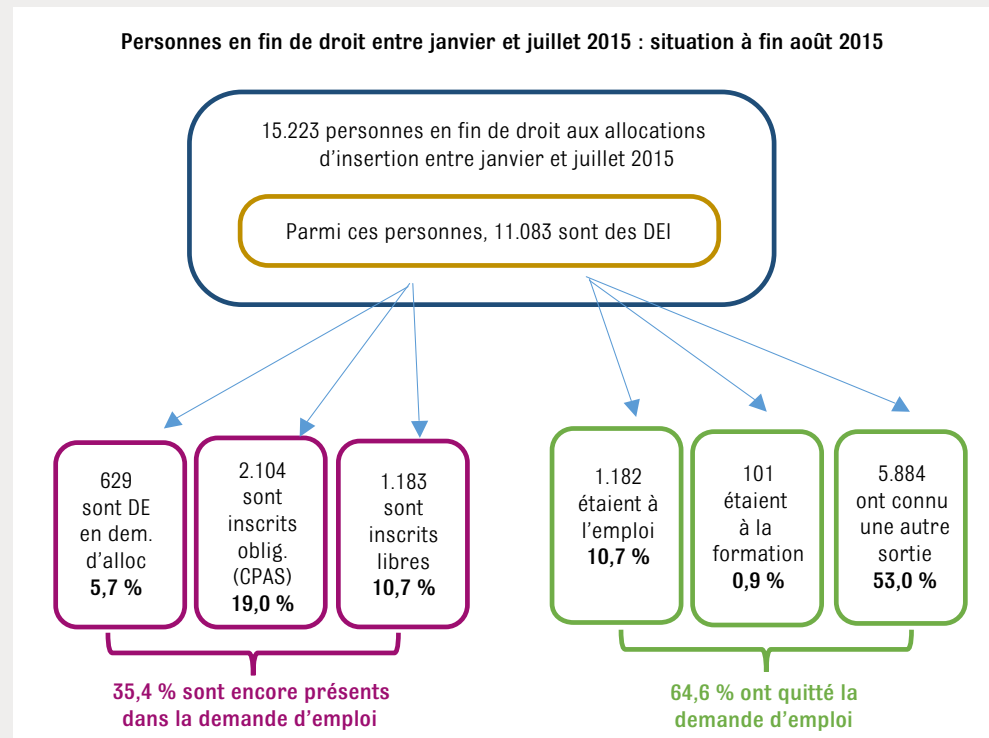 Personnes en fin de droit entre janvier et juillet 2015 : situation à fin août 2015
15.223 personnes en fin de droit aux allocations
d'insertion entre janvier et juillet 2015
Parmi ces personnes, 11.083 sont des DEI
629
sont DE
en dem.
d'alloc
5,7 %
2.104
sont
inscrits
oblig.
(CPAS)
19,0 %
1.183
sont
inscrits
libres
10,7 %
1.182
étaient à
l'emploi
10,7 %
101
étaient
à la
formation
0,9 %
5.884
ont connu
une autre
sortie
53,0 %
35,4 % sont encore présents
dans la demande d'emploi
64,6 % ont quitté la
demande d'emploi